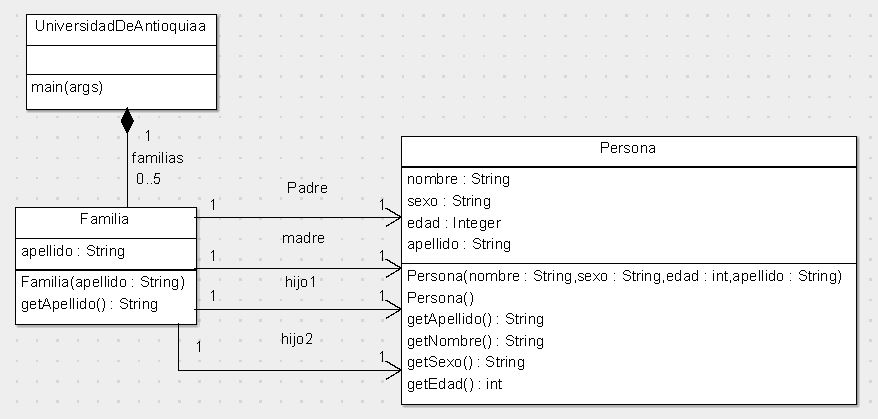 UniversidadDeAntioquiaa
main(args)
1
familias
0..5
Familia
apellido : String
Familia(apellido : String)
getApellido() : String
Padre
1
1
madre
1
1
hijo1
1
1
hijo2
1
1
Persona
nombre : String
sexo : String
edad : Integer
apellido : String
Persona(nombre : String,sexo : String,edad : int,apellido : String)
Persona()
getApellido() : String
getNombre() : String
getSexo() : String
getEdad() : int